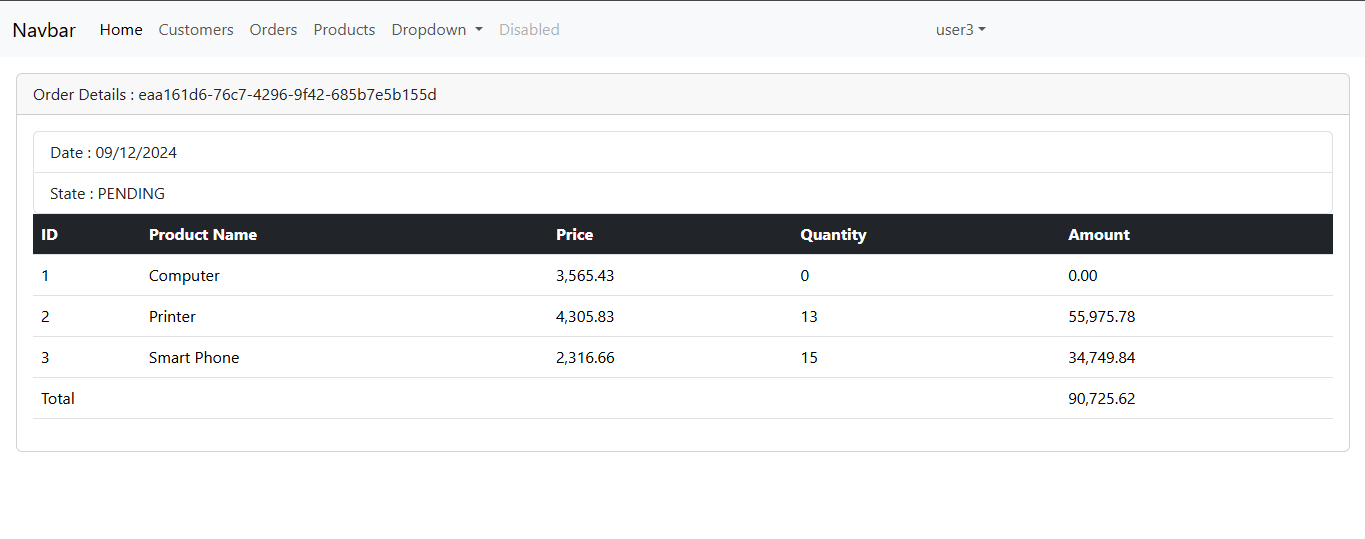 Navbar Home Customers Orders Products Dropdown Disabled user3
Order Details : eaa161d6-76c7-4296-9f42-685b7e5b155d
Date : 09/12/2024
State : PENDING
ID Product Name Price Quantity Amount
1 Computer 3,565.43 0 0.00
2 Printer 4,305.83 13 55,975.78
3 Smart Phone 2,316.66 15 34,749.84
Total 90,725.62